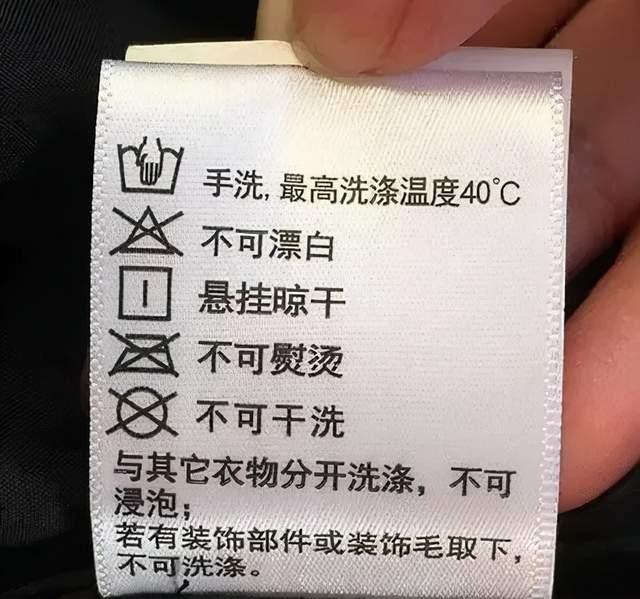 手洗，最高洗涤温度40°C
不可漂白
悬挂晾干
不可熨烫
不可干洗
与其它衣物分开洗涤，不可
浸泡；
若有装饰部件或装饰毛取下，
不可洗涤。